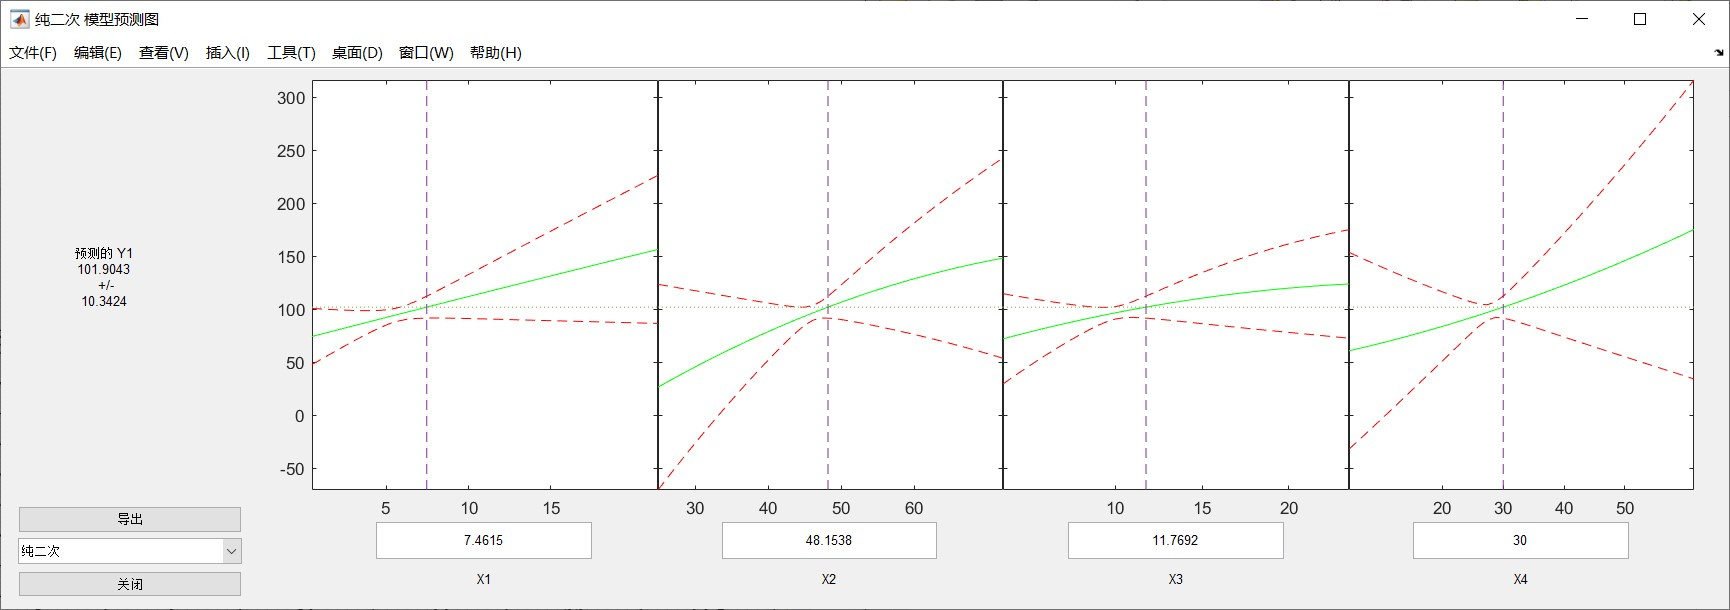 纯二次 模型预测图
文件(F) 编辑(E) 查看(V) 插入(I) 工具(T) 桌面(D) 窗口(W) 帮助(H)
300
250
200
150
100
50
0
-50
预测的 Y1
101.9043
+/-
10.3424
5 10 15 30 40 50 60 10 15 20 20 30 40 50
导出
纯二次
关闭
7.4615 48.1538 11.7692 30
X1 X2 X3 X4